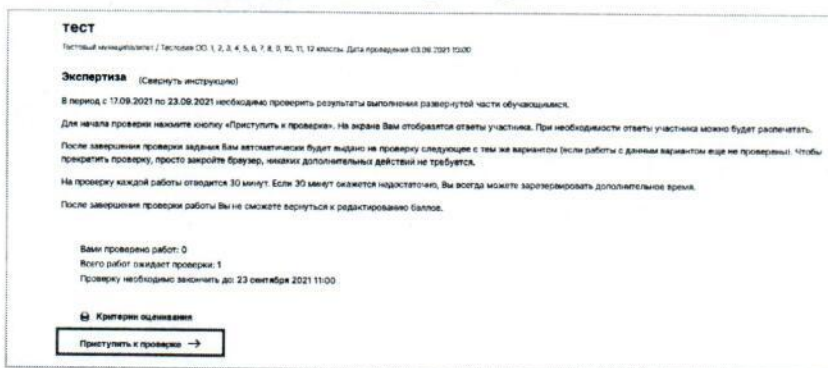 тест
Тестовый муниципалитет / Тестовая ОО. 1, 2, 3, 4, 5, 6, 7, 8, 9, 10, 11, 12 классы. Дата проведения 03.09.2021 10:00
Экспертиза (Свернуть инструкцию)
В период с 17.09.2021 по 23.09.2021 необходимо проверить результаты выполнения развернутой части обучающимися.
Для начала проверки нажмите кнопку «Приступить к проверке». На экране Вам отобразятся ответы участника. При необходимости ответы участника можно будет распечатать.
После завершения проверки задания Вам автоматически будет выдано на проверку следующее с тем же вариантом (если работы с данным вариантом еще не проверены). Чтобы
прекратить проверку, просто закройте браузер, никаких дополнительных действий не требуется.
На проверку каждой работы отводится 30 минут. Если 30 минут окажется недостаточно, Вы всегда можете зарезервировать дополнительное время.
После завершения проверки работы Вы не сможете вернуться к редактированию баллов.
Вами проверено работ: 0
Всего работ ожидает проверки: 1
Проверку необходимо закончить до: 23 сентября 2021 11:00
Критерии оценивания
Приступить к проверке →